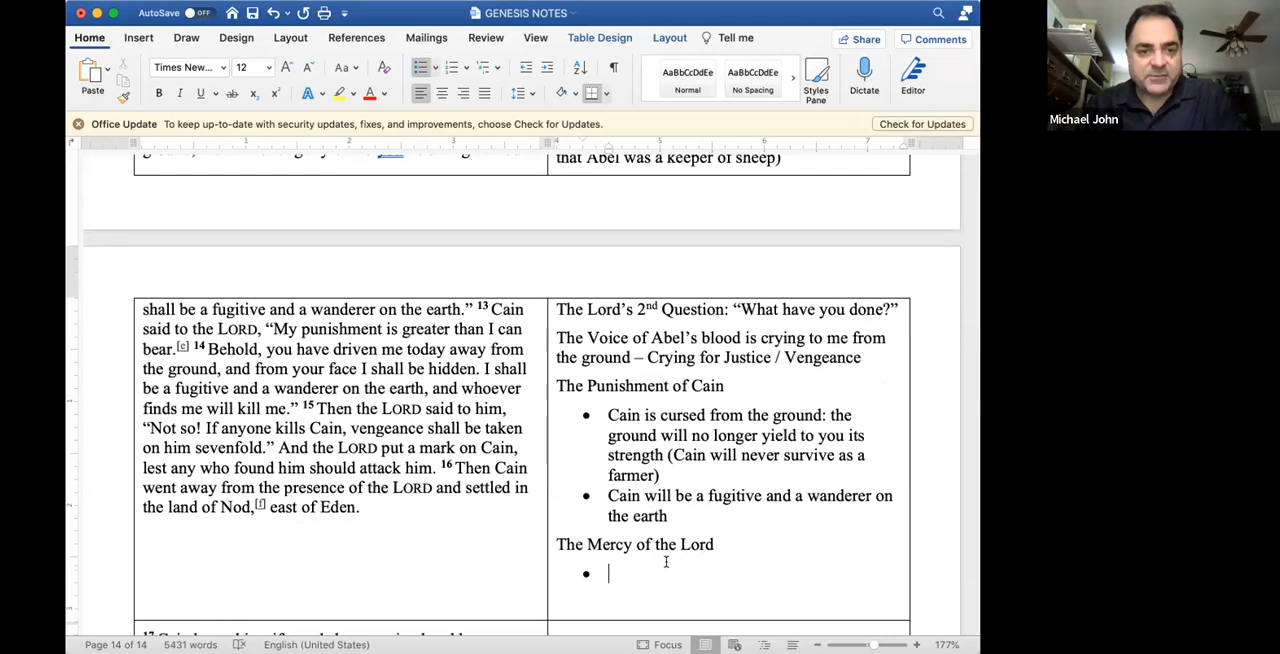 AutoSave OFF
GENESIS NOTES
Home Insert Draw Design Layout References Mailings Review View Table Design Layout Tell me Share Comments
Paste
Times New... 12
Aa
AaBbCcDdEe AaBbCcDdEe
Normal No Spacing
Styles Pane
Dictate
Editor
Office Update To keep up-to-date with security updates, fixes, and improvements, choose Check for Updates. Check for Updates
that Abel was a keeper of sheep)
shall be a fugitive and a wanderer on the earth.” 13 Cain
said to the LORD, “My punishment is greater than I can
bear.[e] 14 Behold, you have driven me today away from
the ground, and from your face I shall be hidden. I shall
be a fugitive and a wanderer on the earth, and whoever
finds me will kill me.” 15 Then the LORD said to him,
“Not so! If anyone kills Cain, vengeance shall be taken
on him sevenfold.” And the LORD put a mark on Cain,
lest any who found him should attack him. 16 Then Cain
went away from the presence of the LORD and settled in
the land of Nod,[f] east of Eden.
The Lord’s 2nd Question: “What have you done?”
The Voice of Abel’s blood is crying to me from
the ground – Crying for Justice / Vengeance
The Punishment of Cain
• Cain is cursed from the ground: the
ground will no longer yield to you its
strength (Cain will never survive as a
farmer)
• Cain will be a fugitive and a wanderer on
the earth
The Mercy of the Lord
•
Page 14 of 14 5431 words English (United States) Focus 177%
Michael John